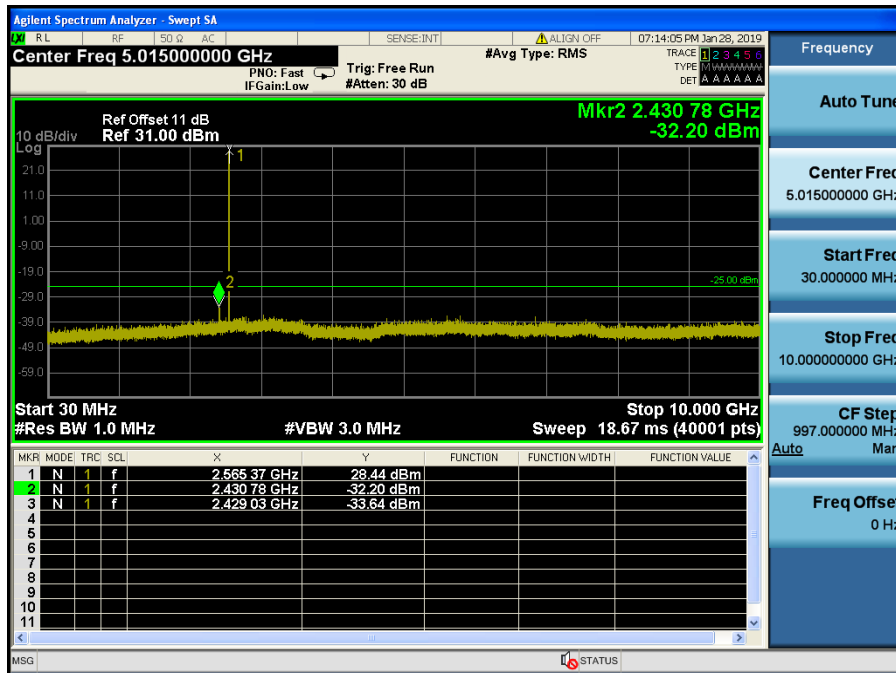 Agilent Spectrum Analyzer - Swept SA
LXI RL RF 50 Ω AC SENSE:INT ALIGN OFF 07:14:05 PM Jan 28, 2019
Center Freq 5.015000000 GHz
PNO: Fast
IFGain:Low
Trig: Free Run
#Atten: 30 dB
#Avg Type: RMS
TRACE 1 2 3 4 5 6
TYPE M WWWWW
DET A A A A A A
Frequency
Ref Offset 11 dB
10 dB/div Ref 31.00 dBm
Log
Mkr2 2.430 78 GHz
-32.20 dBm
1
21.0
11.0
1.00
-9.00
-19.0
2
-25.00 dBm
-29.0
-39.0
-49.0
-59.0
Start 30 MHz Stop 10.000 GHz
#Res BW 1.0 MHz #VBW 3.0 MHz Sweep 18.67 ms (40001 pts)
MKR MODE TRC SCL X Y FUNCTION FUNCTION WIDTH FUNCTION VALUE
1 N 1 f 2.565 37 GHz 28.44 dBm
2 N 1 f 2.430 78 GHz -32.20 dBm
3 N 1 f 2.429 03 GHz -33.64 dBm
4
5
6
7
8
9
10
11
MSG STATUS
Auto Tune
Center Freq
5.015000000 GHz
Start Freq
30.000000 MHz
Stop Freq
10.000000000 GHz
CF Step
997.000000 MHz
Auto Man
Freq Offset
0 Hz